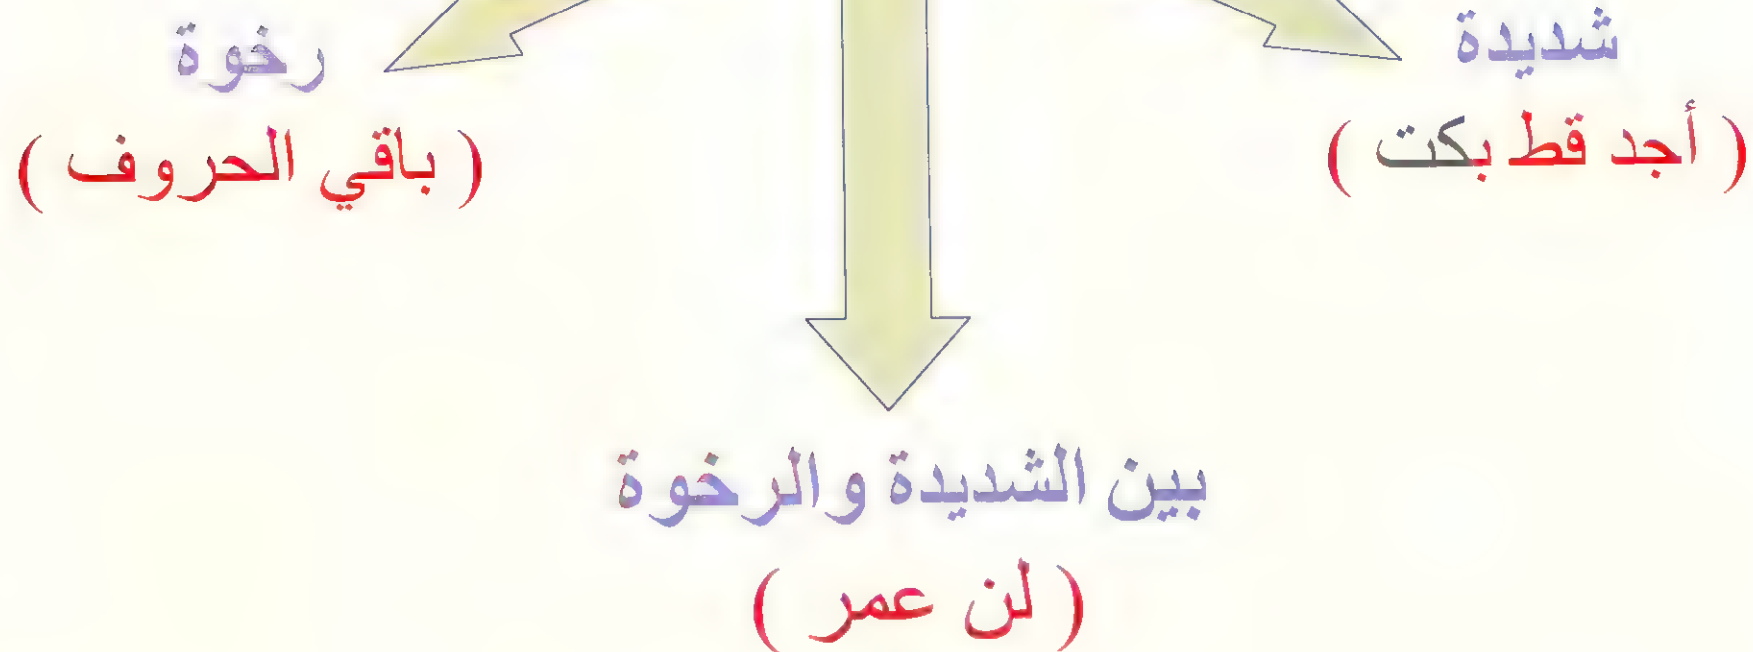 شديدة
( أجد قط بكت )
رخوة
( باقي الحروف )
بين الشديدة والرخوة
( لن عمر )